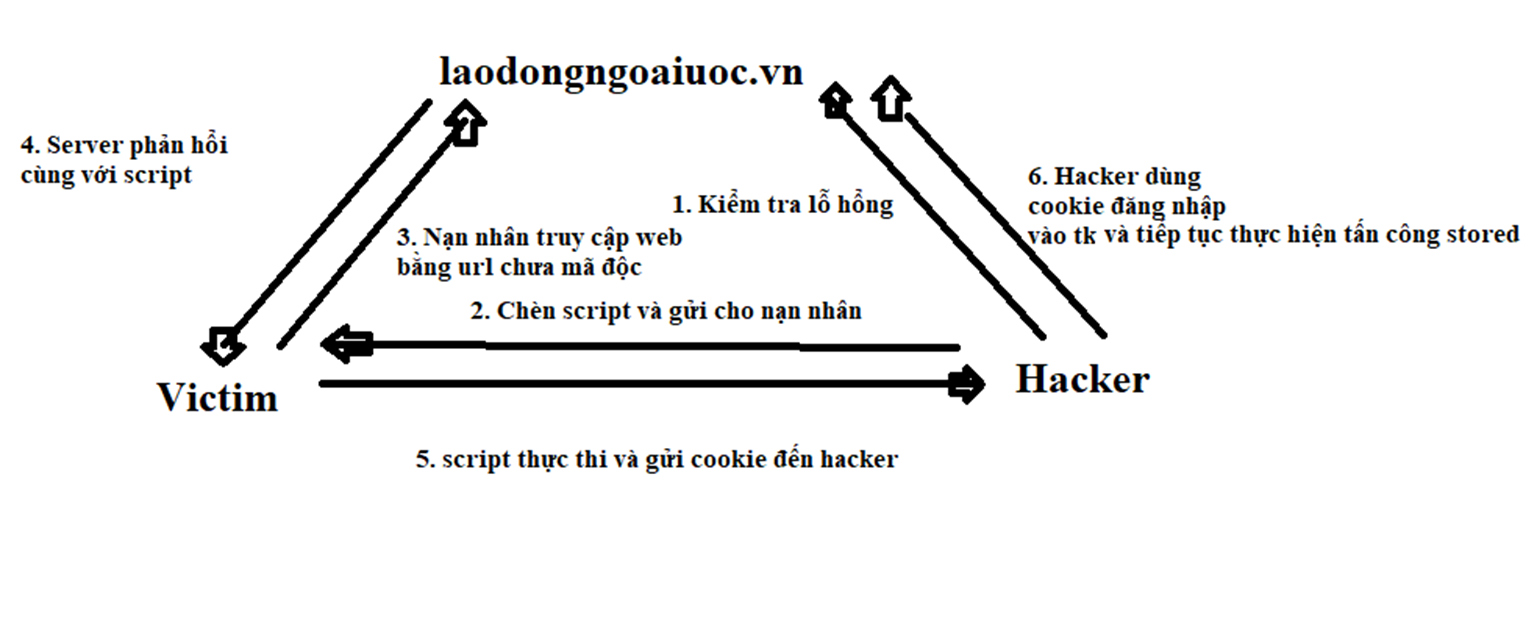 laodongngoaiuoc.vn
4. Server phản hồi
cùng với script
1. Kiểm tra lỗ hổng
6. Hacker dùng
cookie đăng nhập
vào tk và tiếp tục thực hiện tấn công stored
3. Nạn nhân truy cập web
bằng url chưa mã độc
2. Chèn script và gửi cho nạn nhân
Victim
Hacker
5. script thực thi và gửi cookie đến hacker